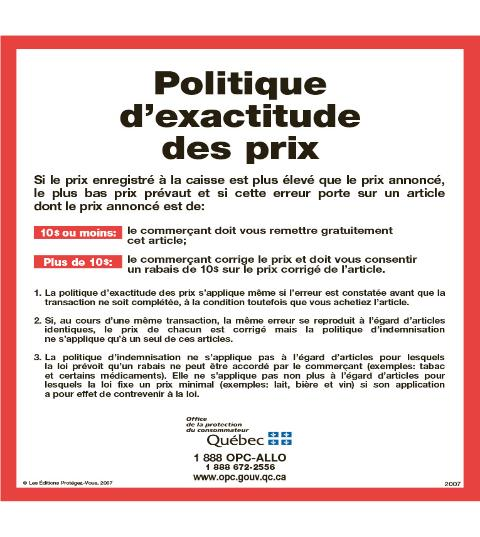 Politique
d'exactitude
des prix
Si le prix enregistré à la caisse est plus élevé que le prix annoncé,
le plus bas prix prévaut et si cette erreur porte sur un article
dont le prix annoncé est de:
10$ ou moins: le commerçant doit vous remettre gratuitement
cet article;
Plus de 10$: le commerçant corrige le prix et doit vous consentir
un rabais de 10$ sur le prix corrigé de l'article.
1. La politique d'exactitude des prix s'applique même si l'erreur est constatée avant que la
transaction ne soit complétée, à la condition toutefois que vous achetiez l'article.
2. Si, au cours d'une même transaction, la même erreur se reproduit à l'égard d'articles
identiques, le prix de chacun est corrigé mais la politique d'indemnisation
ne s'applique qu'à un seul de ces articles.
3. La politique d'indemnisation ne s'applique pas à l'égard d'articles pour lesquels
la loi prévoit qu'un rabais ne peut être accordé par le commerçant (exemples: tabac
et certains médicaments). Elle ne s'applique pas non plus à l'égard d'articles pour
lesquels la loi fixe un prix minimal (exemples: lait, bière et vin) si son application
a pour effet de contrevenir à la loi.
Office
de la protection
du consommateur
Québec
1 888 OPC-ALLO
1 888 672-2556
www.opc.gouv.qc.ca
© Les Éditions Protégez-Vous, 2007
2007